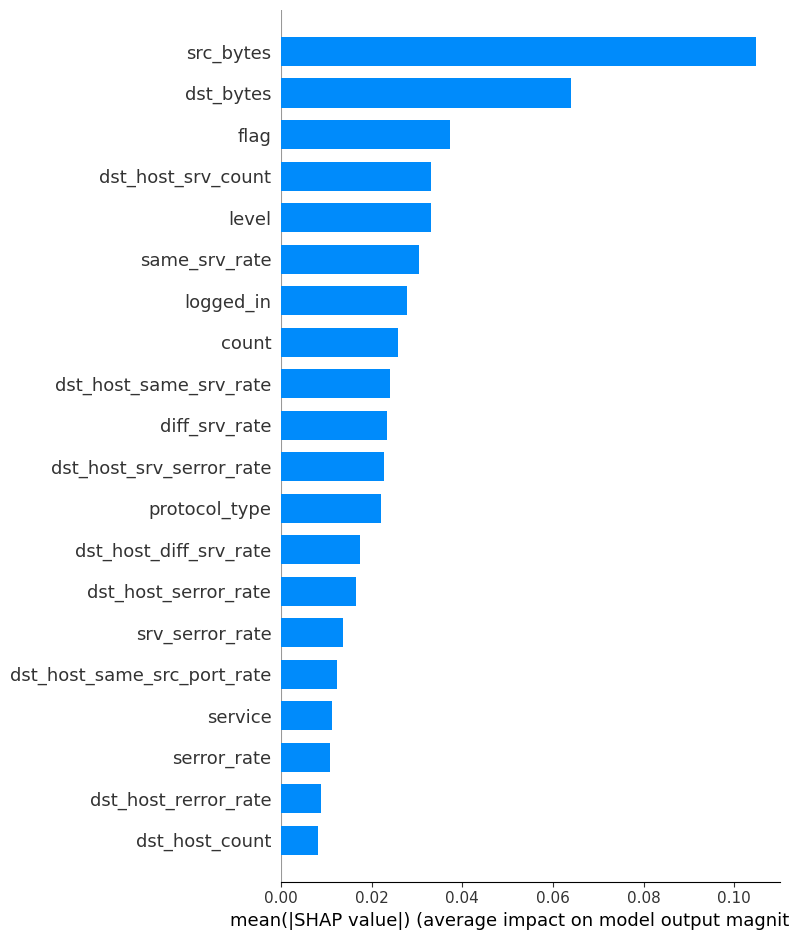 src_bytes
dst_bytes
flag
dst_host_srv_count
level
same_srv_rate
logged_in
count
dst_host_same_srv_rate
diff_srv_rate
dst_host_srv_serror_rate
protocol_type
dst_host_diff_srv_rate
dst_host_serror_rate
srv_serror_rate
dst_host_same_src_port_rate
service
serror_rate
dst_host_rerror_rate
dst_host_count
0.00 0.02 0.04 0.06 0.08 0.10
mean(|SHAP value|) (average impact on model output magnit